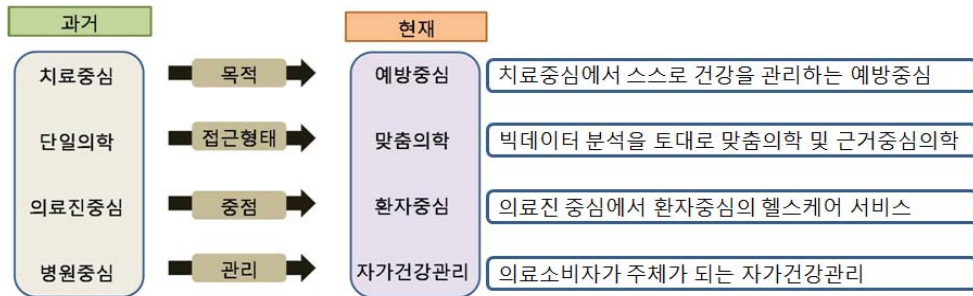 과거
현재
치료중심
목적
예방중심
치료중심에서 스스로 건강을 관리하는 예방중심
단일의학
접근형태
맞춤의학
빅데이터 분석을 토대로 맞춤의학 및 근거중심의학
의료진중심
중점
환자중심
의료진 중심에서 환자중심의 헬스케어 서비스
병원중심
관리
자가건강관리
의료소비자가 주체가 되는 자가건강관리